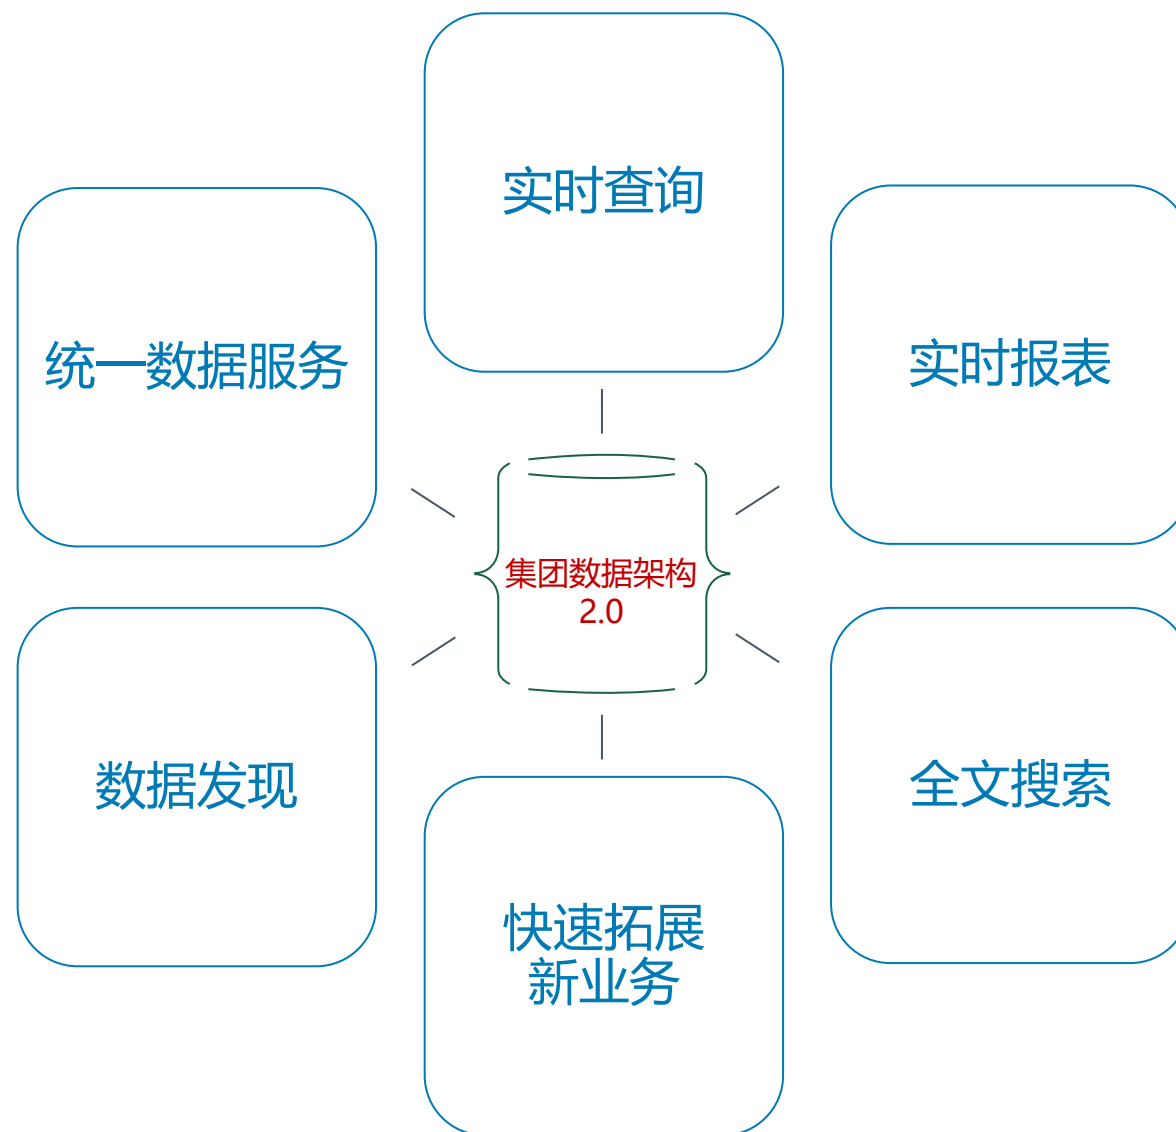 实时查询
统一数据服务
实时报表
集团数据架构
2.0
数据发现
全文搜索
快速拓展
新业务